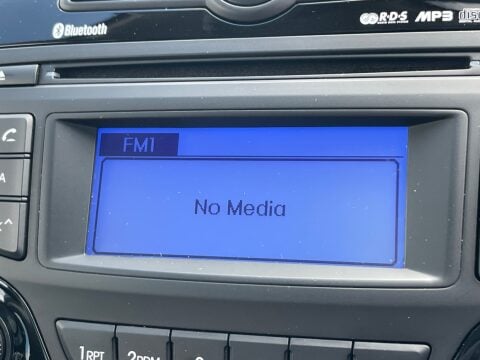 Bluetooth
R·D·S MP3
FM1
No Media
1RPT